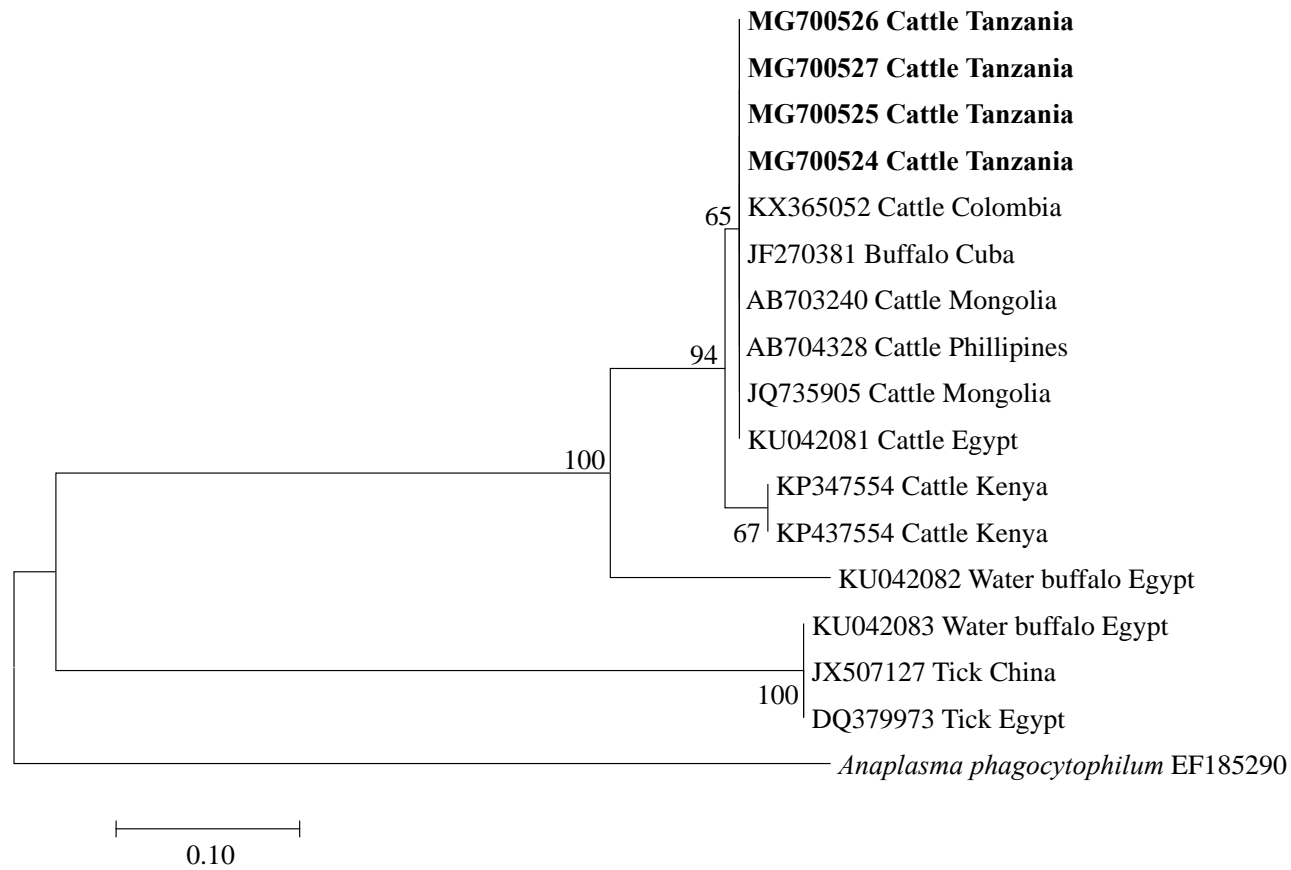 MG700526 Cattle Tanzania
MG700527 Cattle Tanzania
MG700525 Cattle Tanzania
MG700524 Cattle Tanzania
65
KX365052 Cattle Colombia
JF270381 Buffalo Cuba
AB703240 Cattle Mongolia
94
AB704328 Cattle Phillipines
JQ735905 Cattle Mongolia
KU042081 Cattle Egypt
100
KP347554 Cattle Kenya
67
KP437554 Cattle Kenya
KU042082 Water buffalo Egypt
KU042083 Water buffalo Egypt
JX507127 Tick China
100
DQ379973 Tick Egypt
Anaplasma phagocytophilum EF185290
0.10